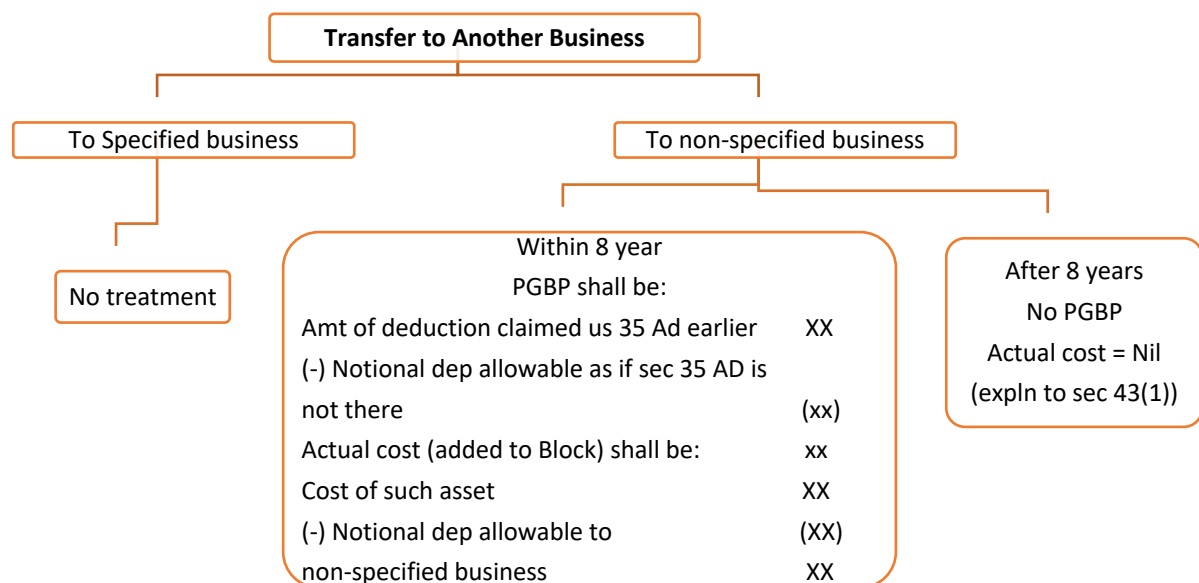 Transfer to Another Business
To Specified business
To non-specified business
No treatment
Within 8 year
PGBP shall be:
Amt of deduction claimed us 35 Ad earlier XX
(-) Notional dep allowable as if sec 35 AD is
not there (xx)
Actual cost (added to Block) shall be: xx
Cost of such asset XX
(-) Notional dep allowable to (XX)
non-specified business XX
After 8 years
No PGBP
Actual cost = Nil
(expln to sec 43(1))